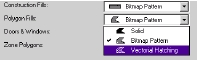 Construction Fills:
Bitmap Pattern
Polygon Fills:
Bitmap Pattern
Doors & Windows:
Solid
Bitmap Pattern
Zone Polygons:
Vectorial Hatching